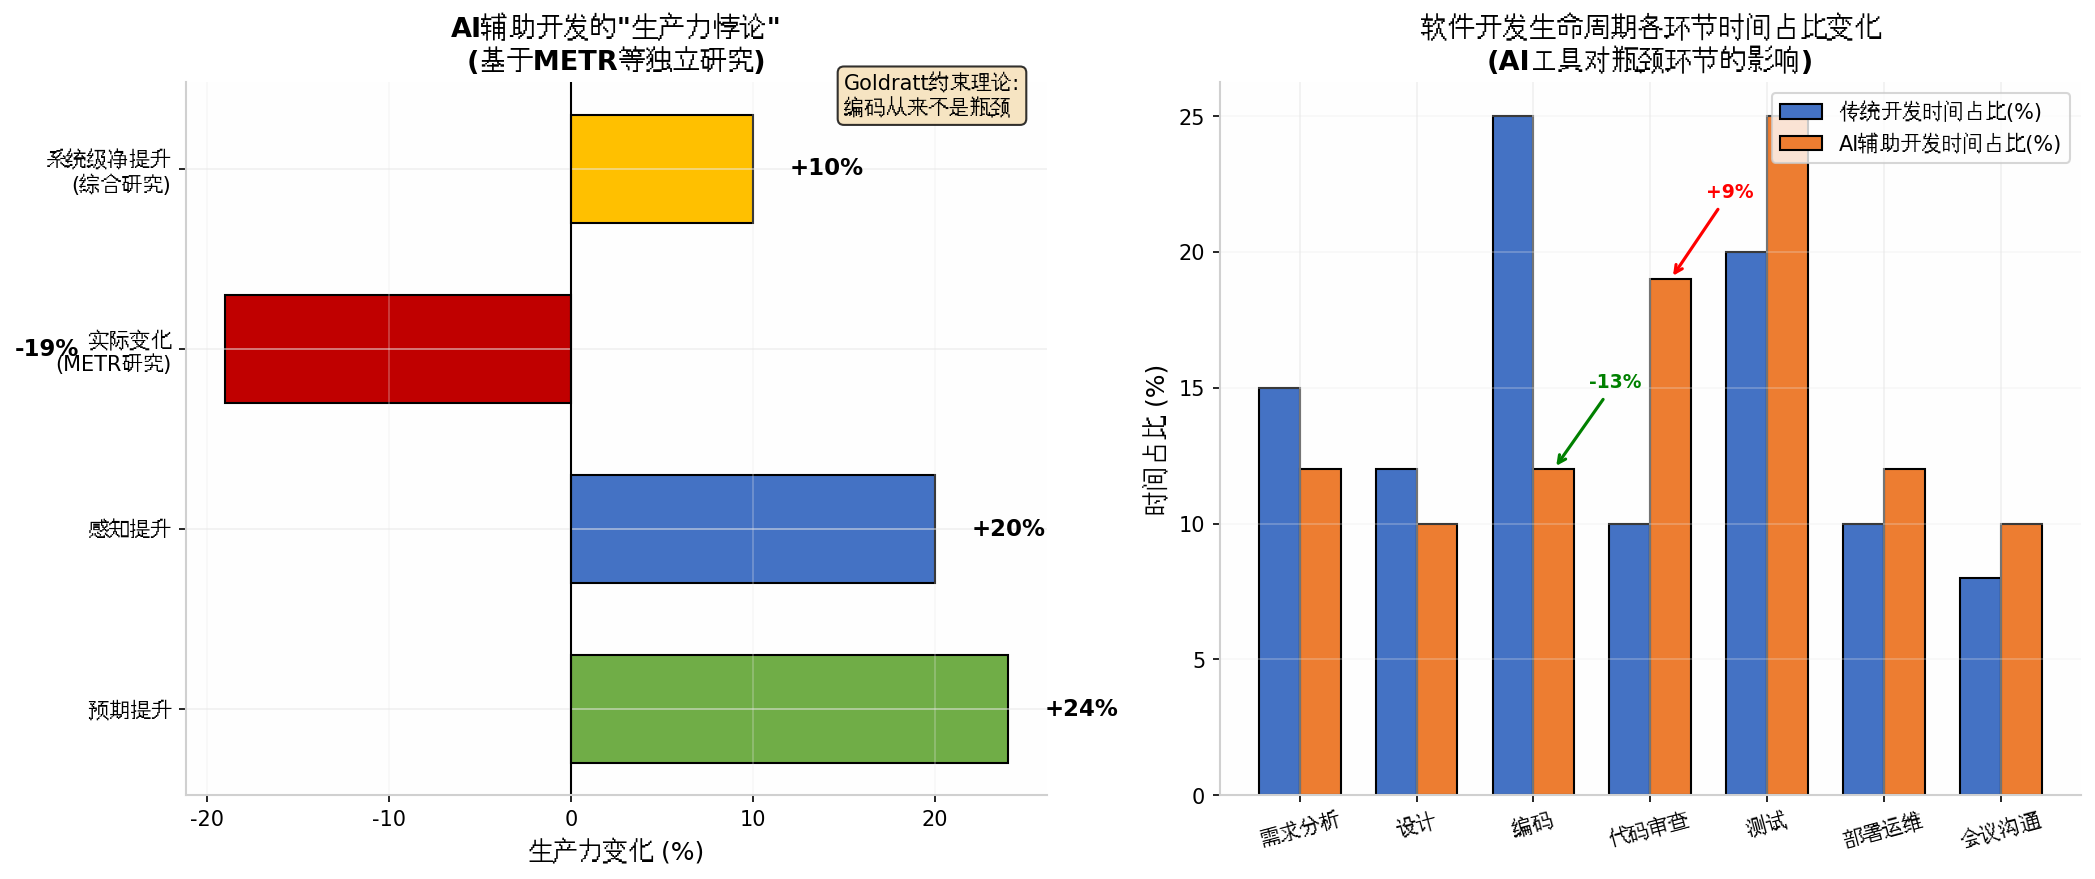 AI辅助开发的"生产力悖论"
(基于METR等独立研究)
Goldratt约束理论:
编码从来不是瓶颈
系统级净提升
(综合研究)
+10%
-19%
实际变化
(METR研究)
感知提升
+20%
预期提升
+24%
-20
-10
0
10
20
生产力变化 (%)
软件开发生命周期各环节时间占比变化
(AI工具对瓶颈环节的影响)
传统开发时间占比(%)
AI辅助开发时间占比(%)
+9%
-13%
时间占比 (%)
25
20
15
10
5
0
需求分析
设计
编码
代码审查
测试
部署运维
会议沟通